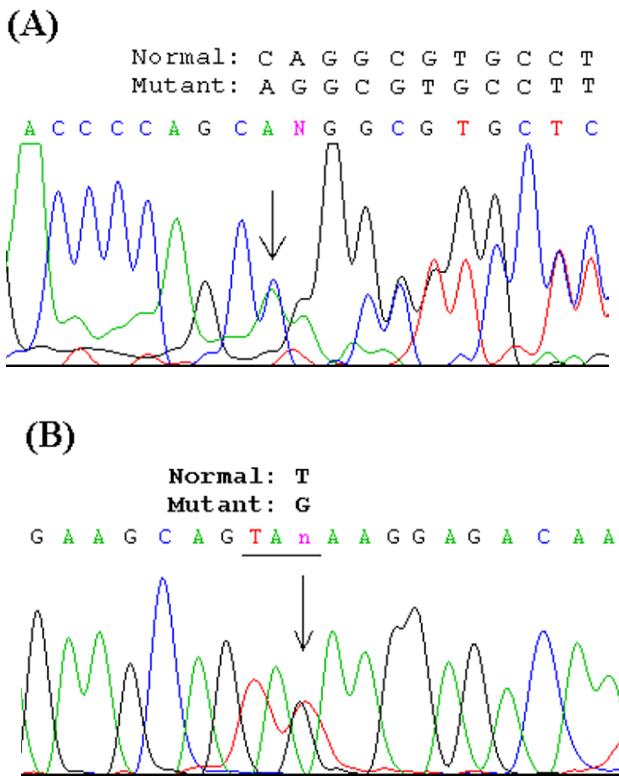 (A)
Normal: C A G G C G T G C C T
Mutant: A G G C G T G C C T T
A C C C C A G C A N G G C G T G C T C
(B)
Normal: T
Mutant: G
G A A G C A G T A n A A G G A G A C A A